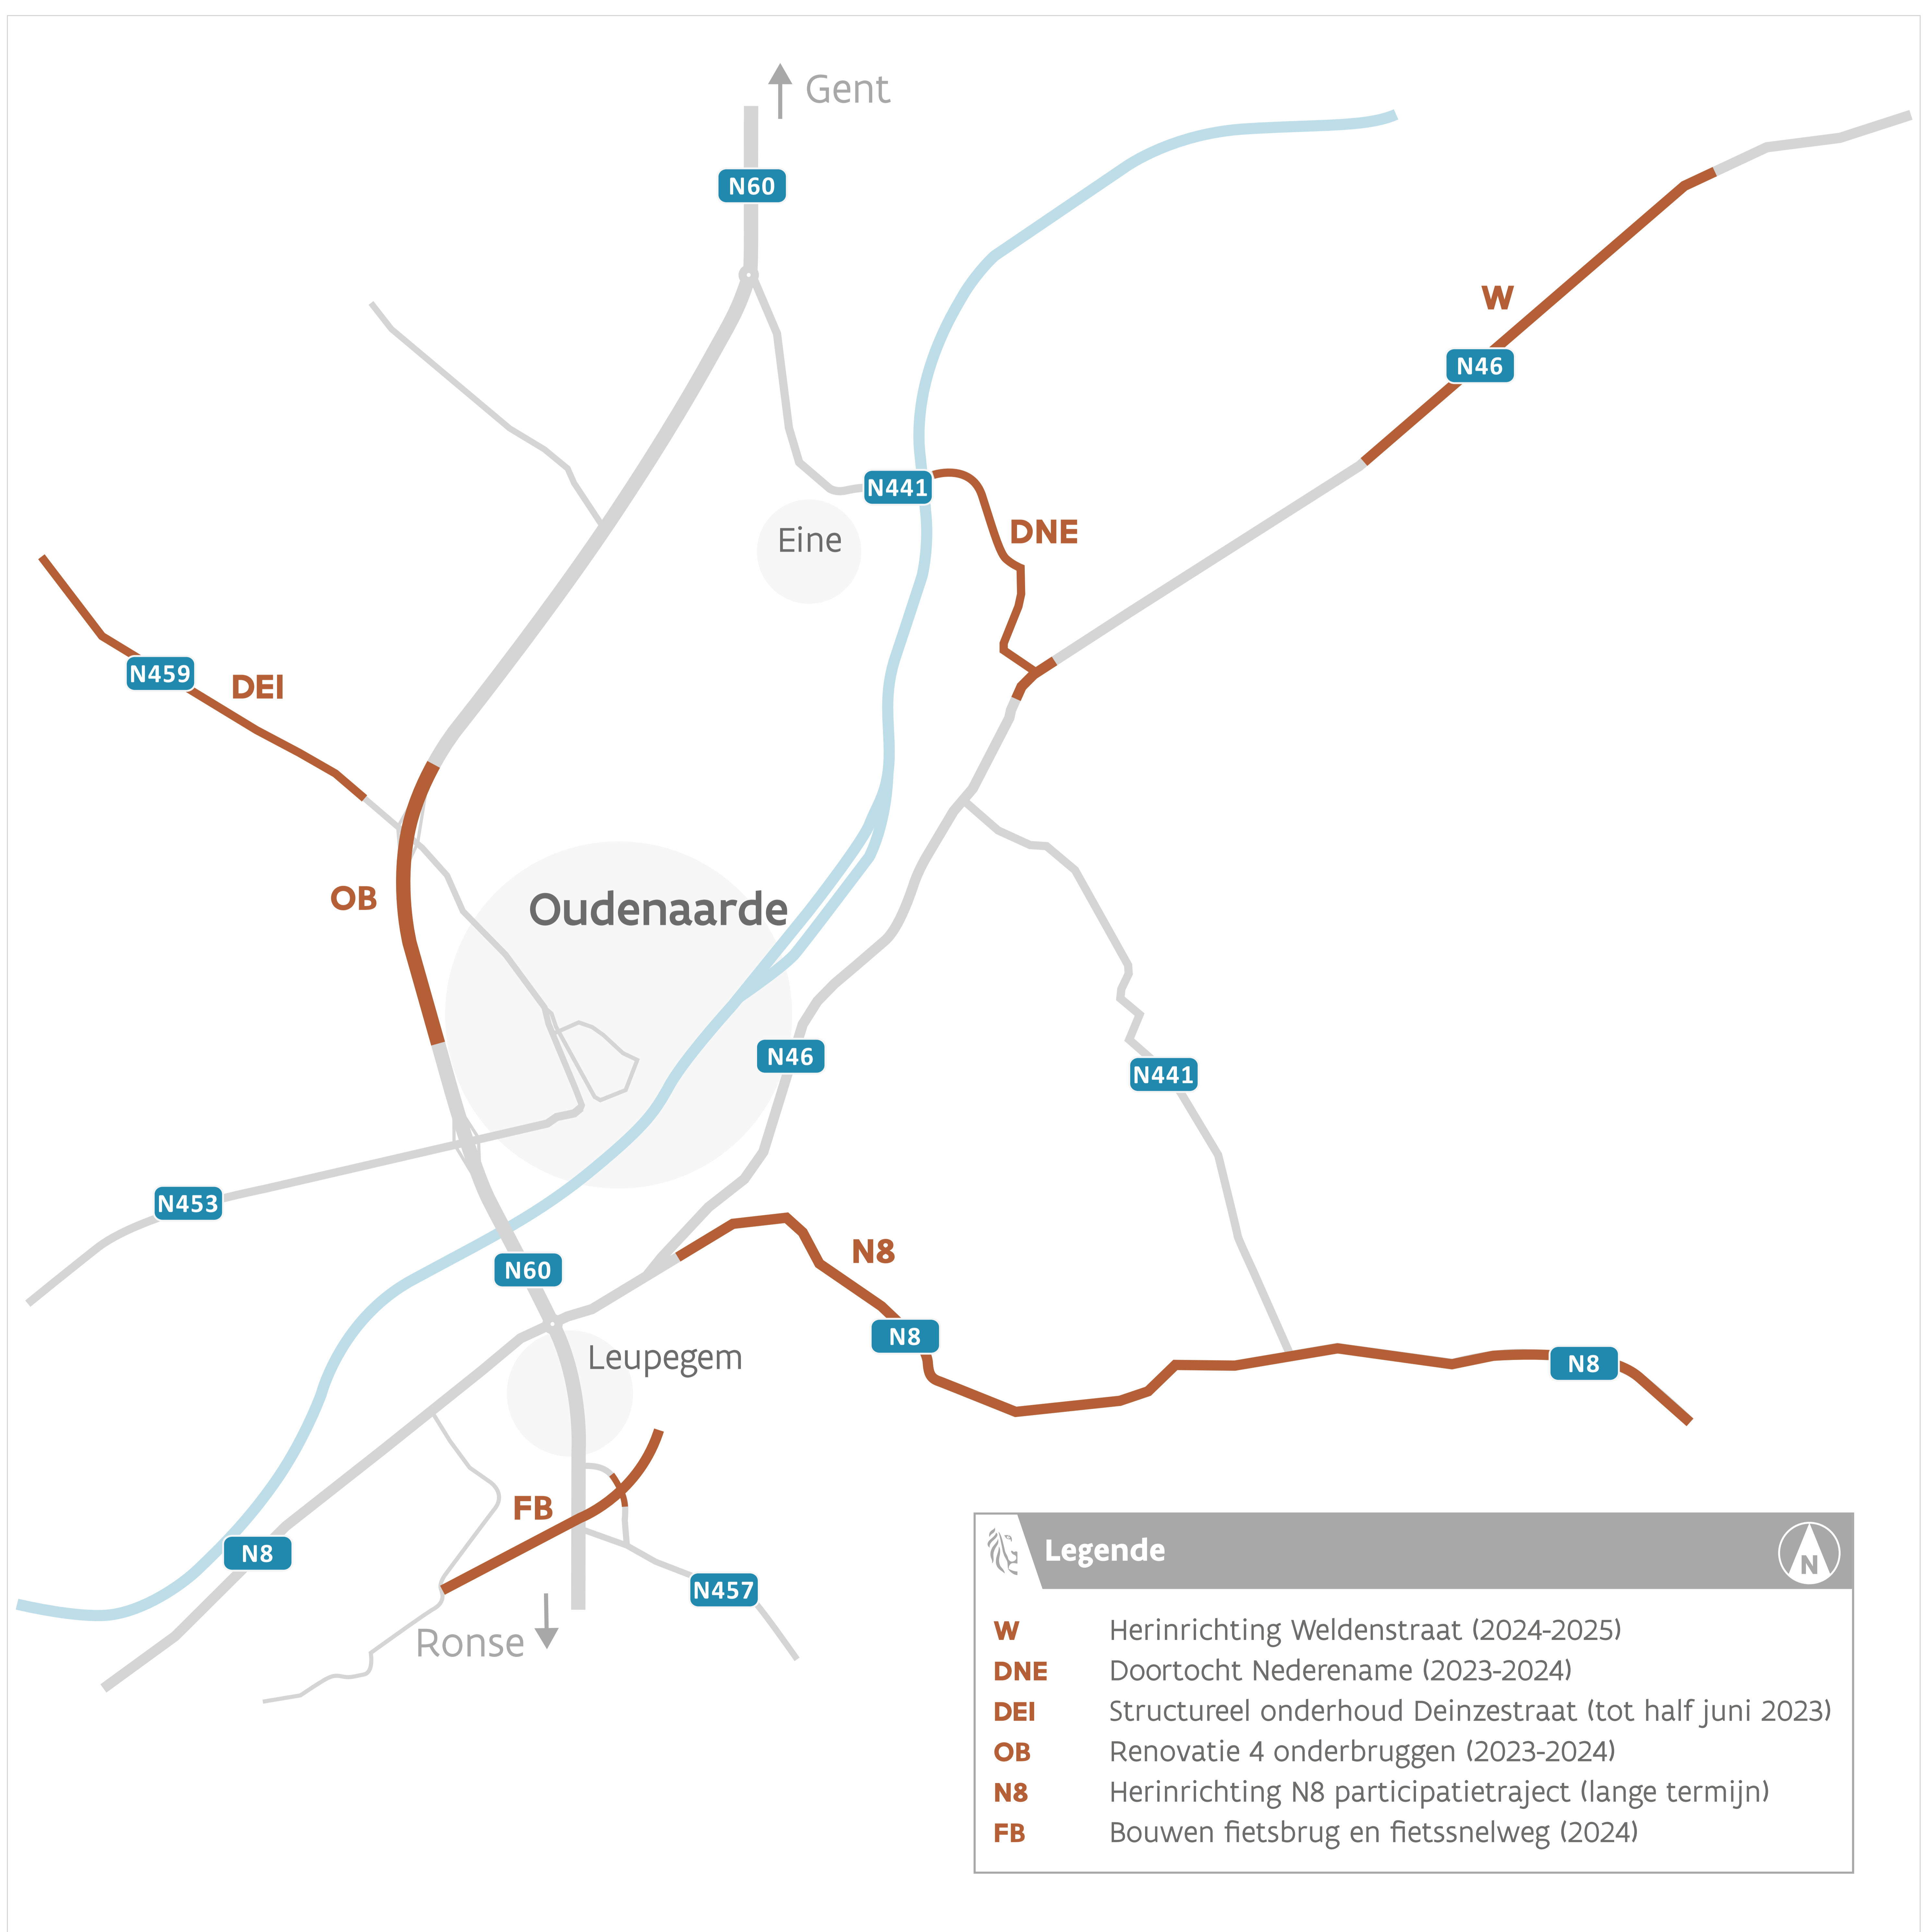 Gent
N60
W
N46
N441
DNE
Eine
N459
DEI
OB
Oudenaarde
N46
N441
N453
N8
N60
N8
Leupegem
N8
FB
N8
N457
Ronse
Legende
N
W Herinrichting Weldenstraat (2024-2025)
DNE Doortocht Nederename (2023-2024)
DEI Structureel onderhoud Deinzestraat (tot half juni 2023)
OB Renovatie 4 onderbruggen (2023-2024)
N8 Herinrichting N8 participatietraject (lange termijn)
FB Bouwen fietsbrug en fietssnelweg (2024)